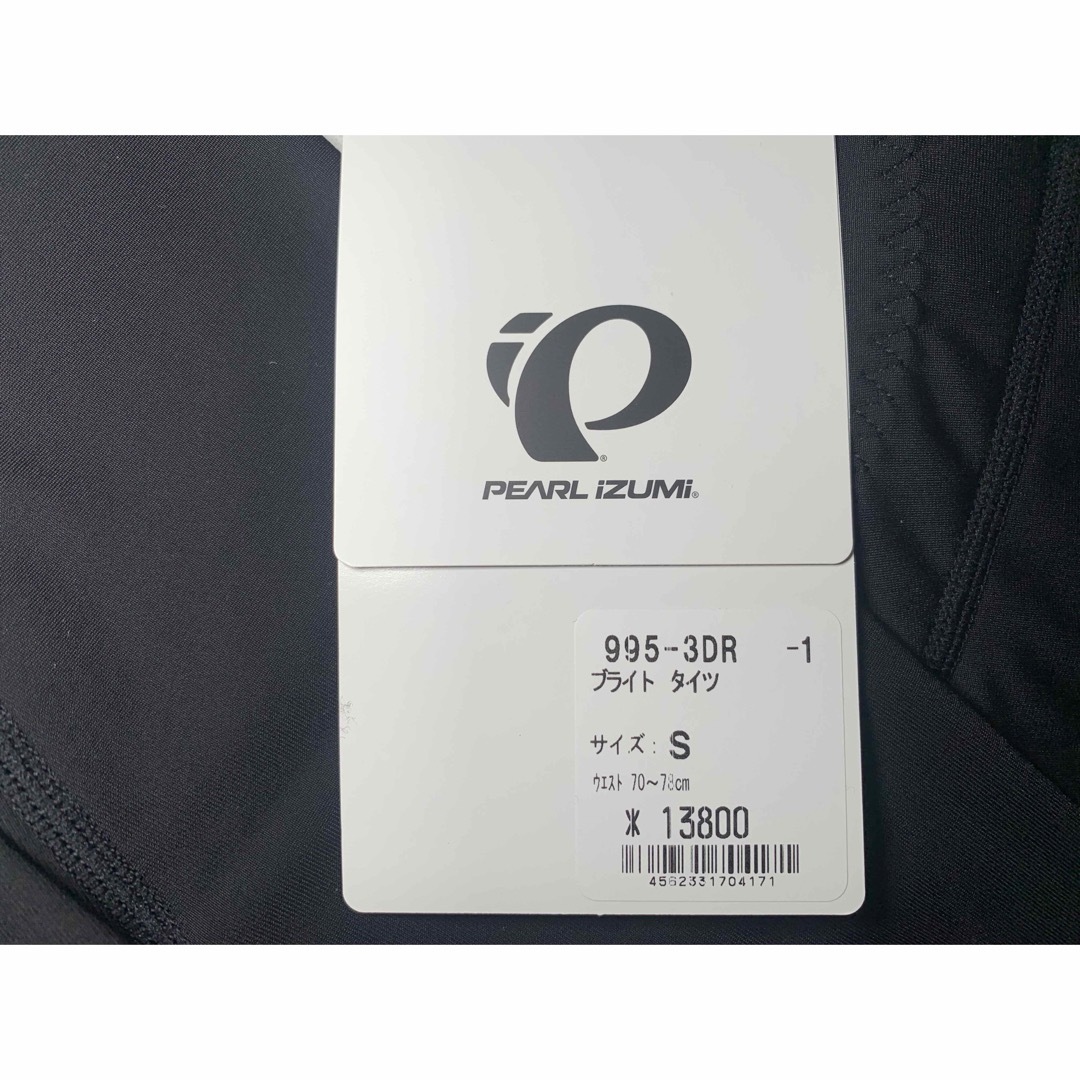 PEARL iZUMi®
995-3DR -1
ブライト タイツ
サイズ: S
ウエスト 70～78cm
¥ 13800
4562331704171